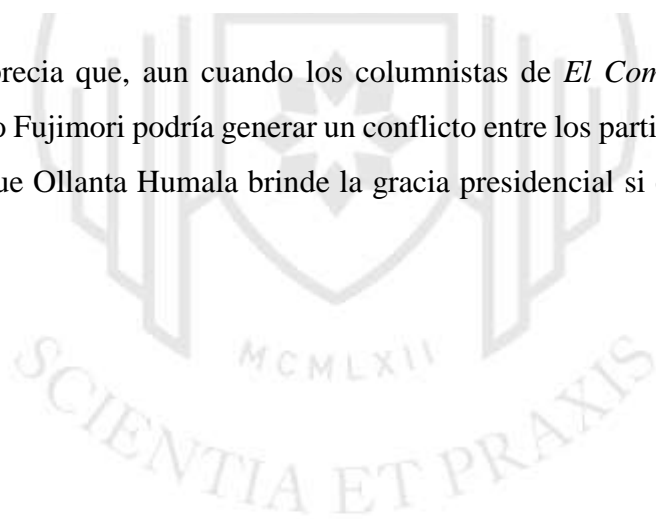 precia que, aun cuando los columnistas de El Com
o Fujimori podría generar un conflicto entre los parti
ue Ollanta Humala brinde la gracia presidencial si
MCMLXII
SCIENTIA ET PRAXIS